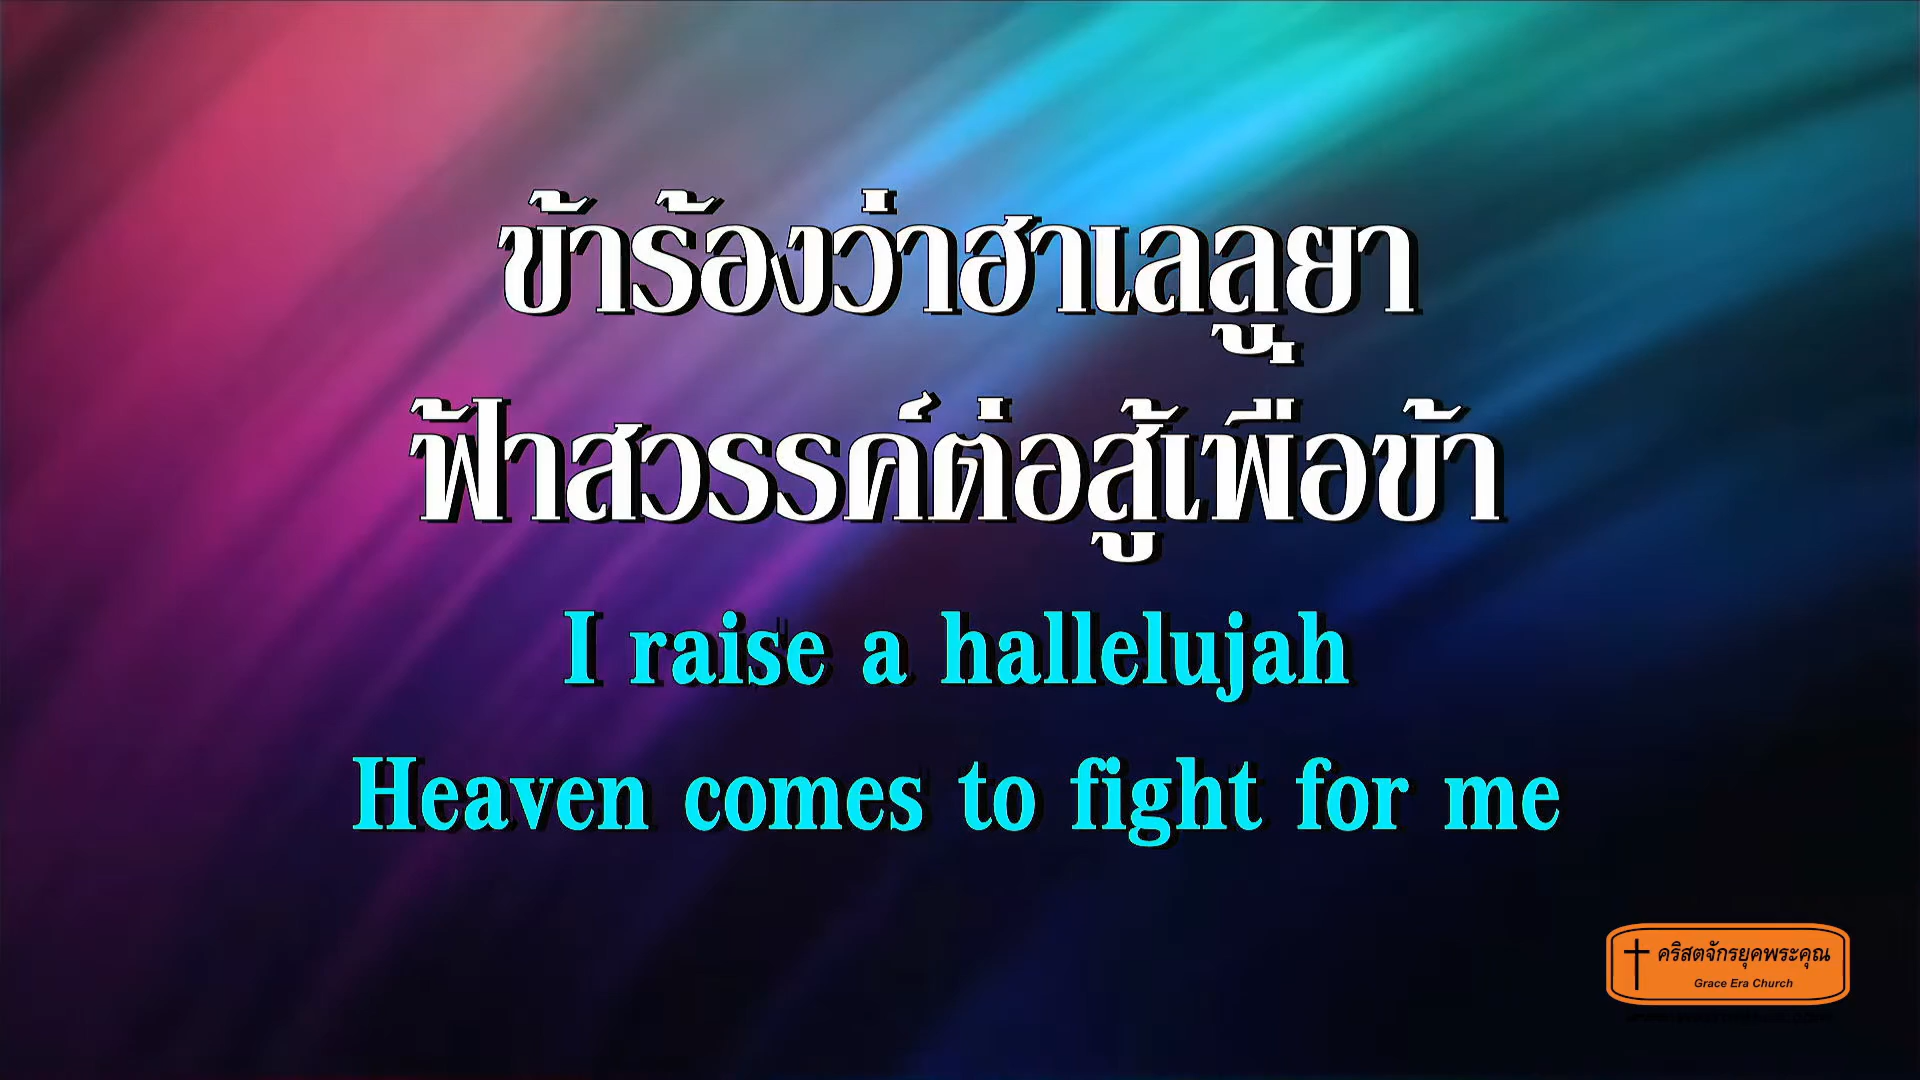 ข้าร้องว่าฮาเลลูยา
ฟ้าสวรรค์ต่อสู้เพื่อข้า
I raise a hallelujah
Heaven comes to fight for me
คริสตจักรยุคพระคุณ
Grace Era Church